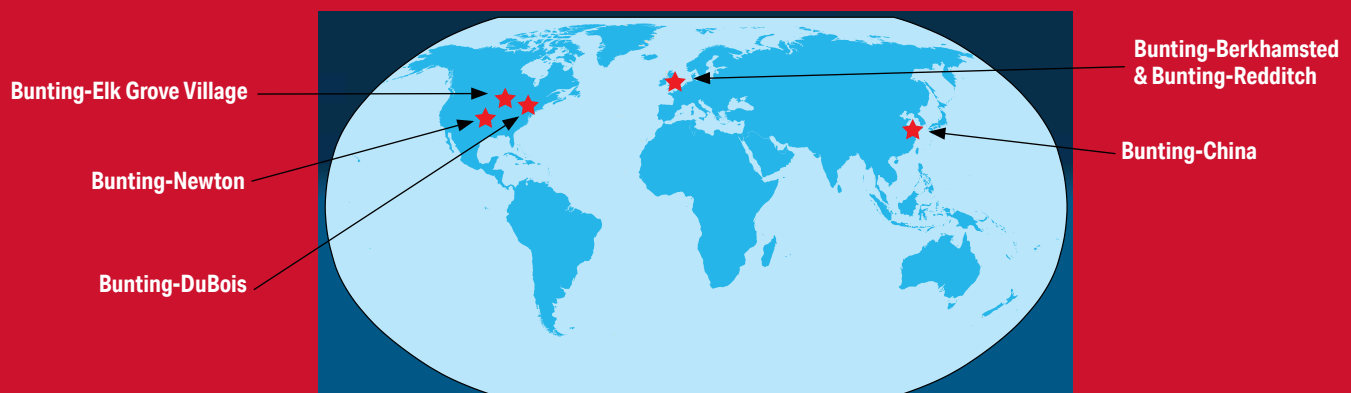 Bunting-Elk Grove Village
Bunting-Newton
Bunting-DuBois
Bunting-Berkhamsted
& Bunting-Redditch
Bunting-China